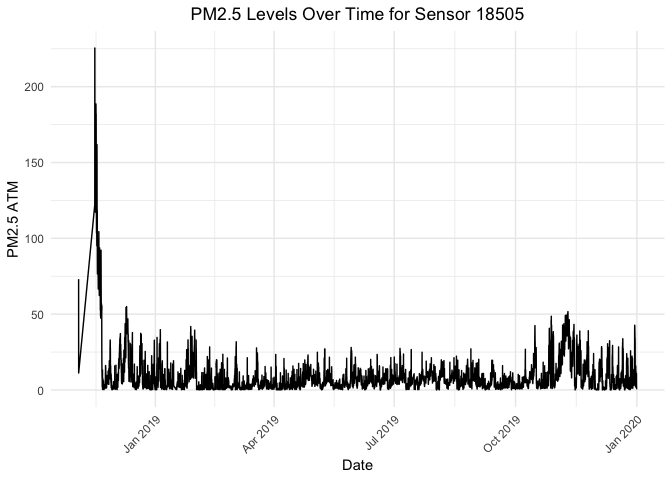 PM2.5 Levels Over Time for Sensor 18505
PM2.5 ATM
200
150
100
50
0
Jan 2019
Apr 2019
Jul 2019
Oct 2019
Jan 2020
Date